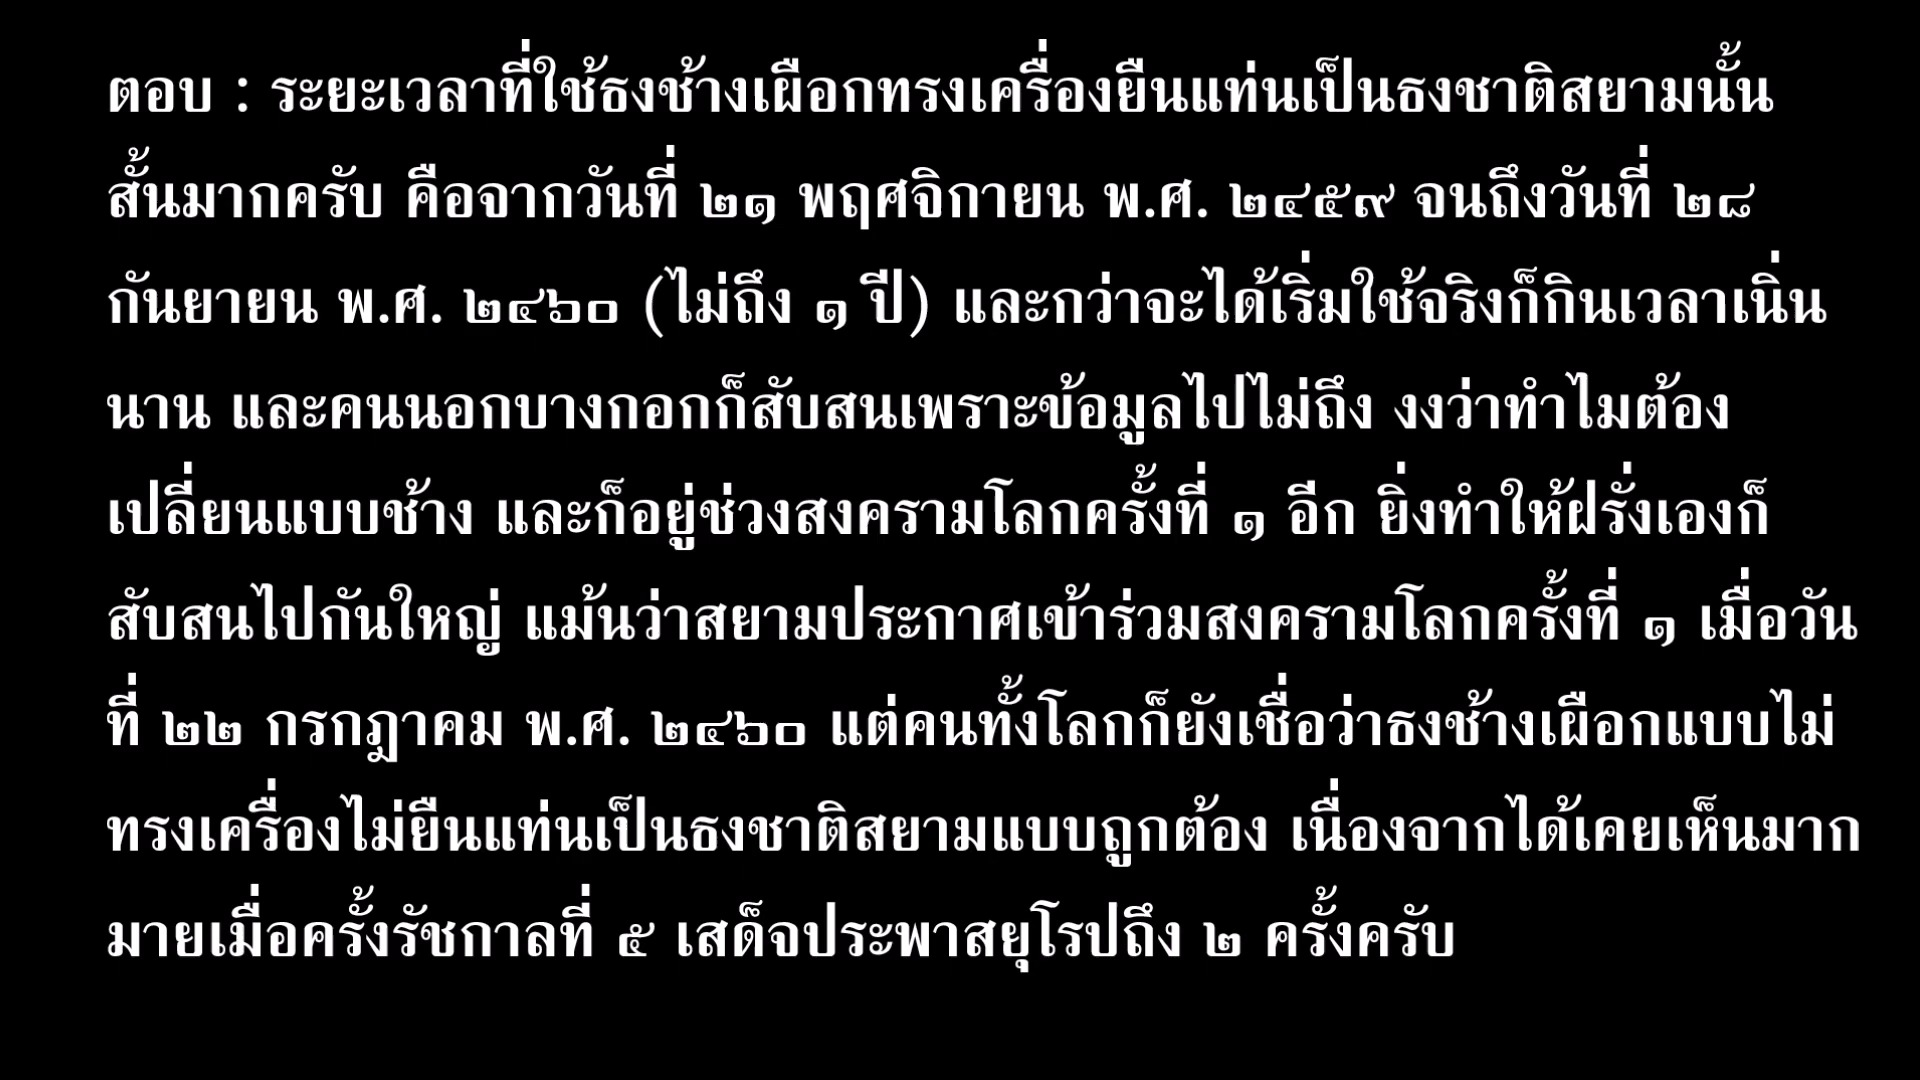 ตอบ : ระยะเวลาที่ใช้ธงช้างเผือกทรงเครื่องยืนแท่นเป็นธงชาติสยามนั้น
สั้นมากครับ คือจากวันที่ ๒๑ พฤศจิกายน พ.ศ. ๒๔๕๙ จนถึงวันที่ ๒๘
กันยายน พ.ศ. ๒๔๖๐ (ไม่ถึง ๑ ปี) และกว่าจะได้เริ่มใช้จริงก็กินเวลาเนิ่น
นาน และคนนอกบางกอกก็สับสนเพราะข้อมูลไปไม่ถึง งงว่าทำไมต้อง
เปลี่ยนแบบช้าง และก็อยู่ช่วงสงครามโลกครั้งที่ ๑ อีก ยิ่งทำให้ฝรั่งเองก็
สับสนไปกันใหญ่ แม้นว่าสยามประกาศเข้าร่วมสงครามโลกครั้งที่ ๑ เมื่อวัน
ที่ ๒๒ กรกฎาคม พ.ศ. ๒๔๖๐ แต่คนทั้งโลกก็ยังเชื่อว่าธงช้างเผือกแบบไม่
ทรงเครื่องไม่ยืนแท่นเป็นธงชาติสยามแบบถูกต้อง เนื่องจากได้เคยเห็นมาก
มายเมื่อครั้งรัชกาลที่ ๕ เสด็จประพาสยุโรปถึง ๒ ครั้งครับ